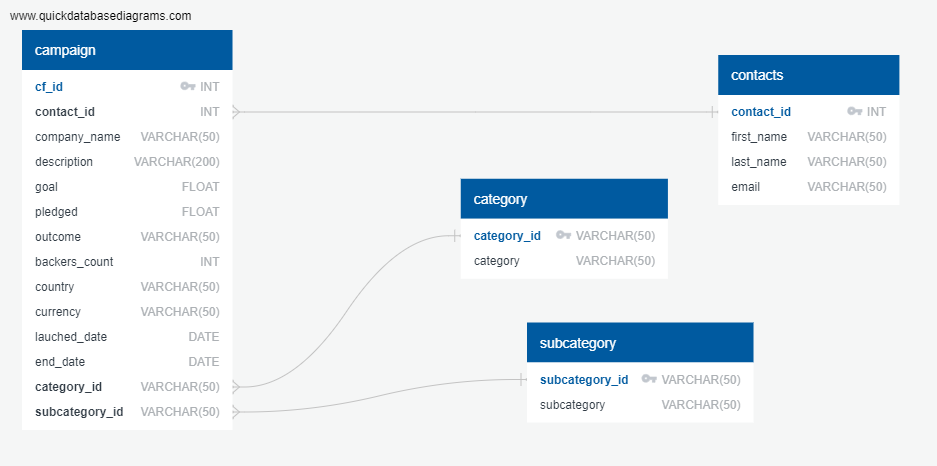 www.quickdatabasediagrams.com
campaign
cf_id INT
contact_id INT
company_name VARCHAR(50)
description VARCHAR(200)
goal FLOAT
pledged FLOAT
outcome VARCHAR(50)
backers_count INT
country VARCHAR(50)
currency VARCHAR(50)
lauched_date DATE
end_date DATE
category_id VARCHAR(50)
subcategory_id VARCHAR(50)
contacts
contact_id INT
first_name VARCHAR(50)
last_name VARCHAR(50)
email VARCHAR(50)
category
category_id VARCHAR(50)
category VARCHAR(50)
subcategory
subcategory_id VARCHAR(50)
subcategory VARCHAR(50)